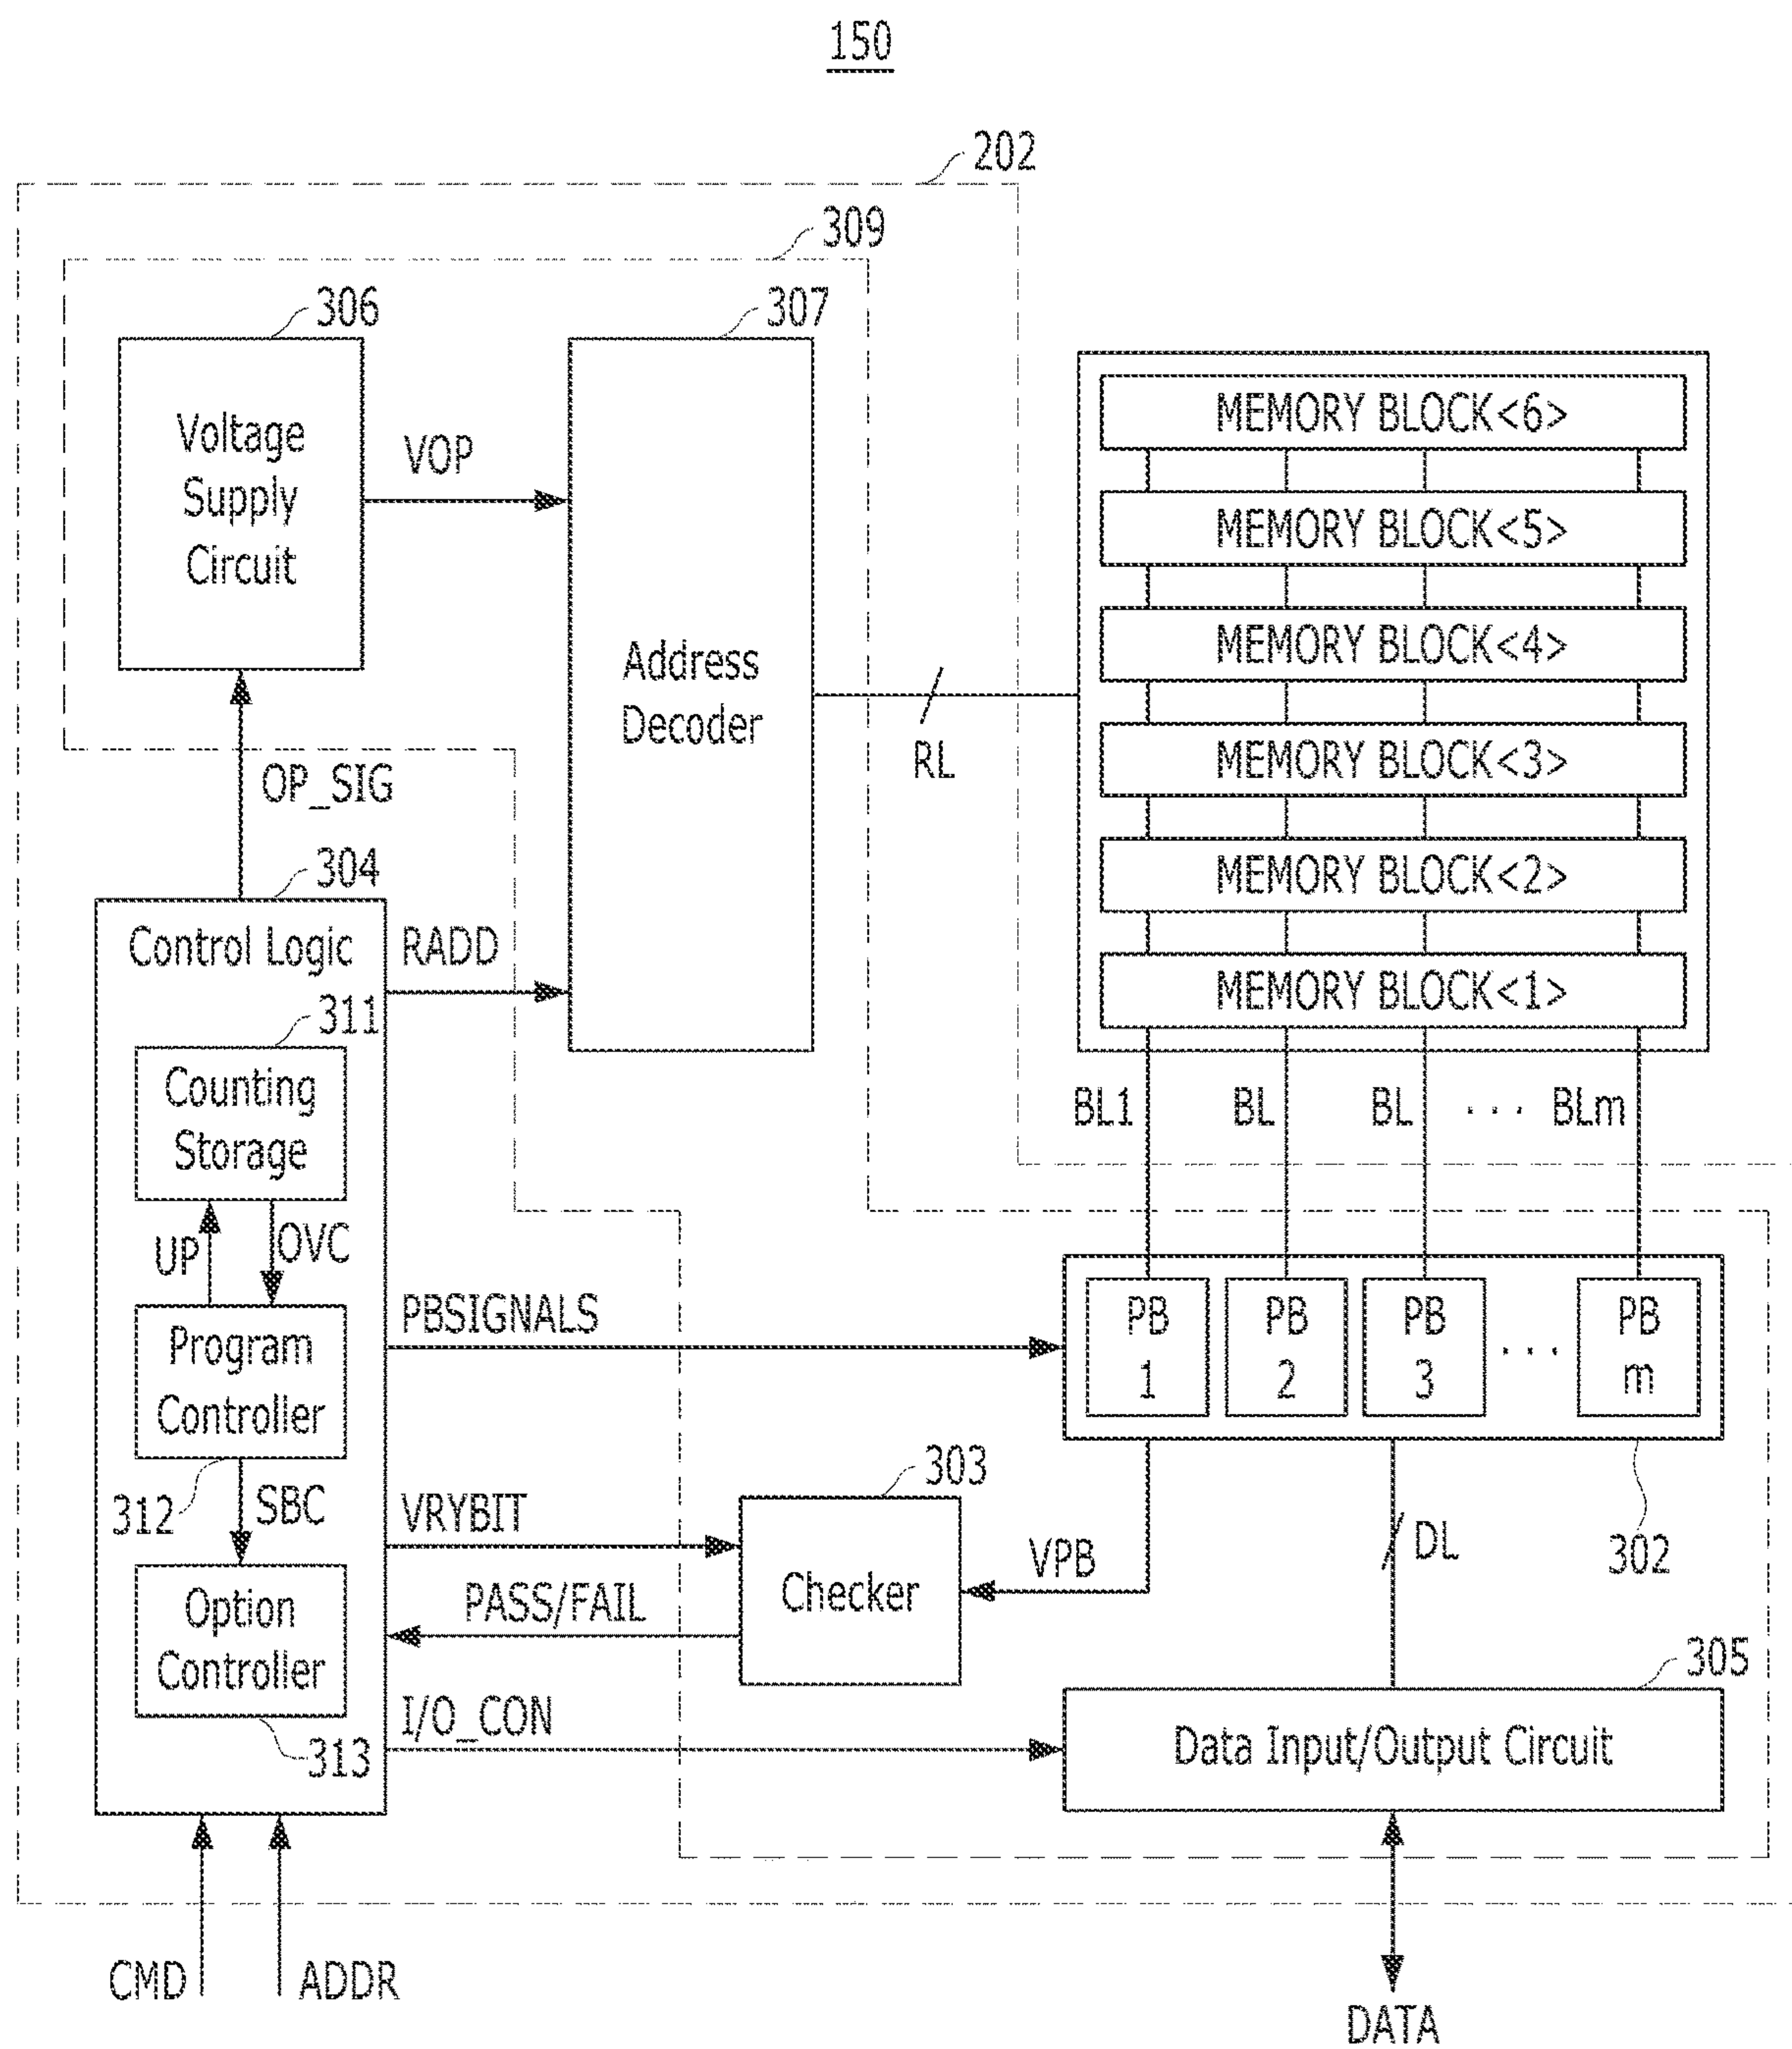 150
202
309
306
307
Voltage
Supply
Circuit
VOP
Address
Decoder
RL
MEMORY BLOCK<6>
MEMORY BLOCK<5>
MEMORY BLOCK<4>
MEMORY BLOCK<3>
MEMORY BLOCK<2>
MEMORY BLOCK<1>
OP_SIG
304
Control Logic
RADD
311
Counting
Storage
UP
OVC
BL1
BL
BL
...
BLm
Program
Controller
PBSIGNALS
PB
1
PB
2
PB
3
...
PB
m
312
SBC
VRYBIT
303
Checker
VPB
DL
302
Option
Controller
PASS/FAIL
313
I/O_CON
305
Data Input/Output Circuit
CMD
ADDR
DATA